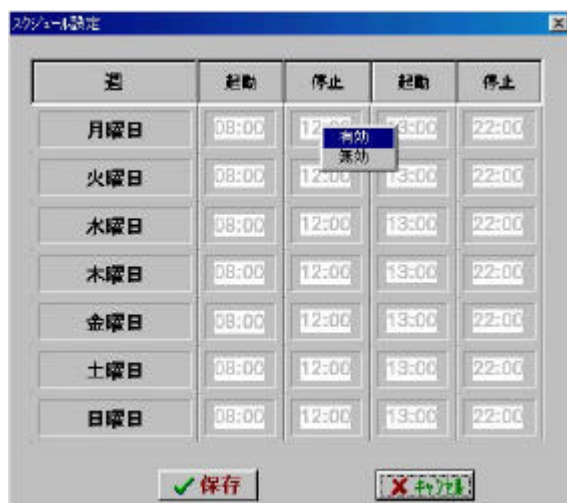 スケジュール設定
週 起動 停止 起動 停止
月曜日 08:00 12:00 13:00 22:00
有効
無効
火曜日 08:00 12:00 13:00 22:00
水曜日 08:00 12:00 13:00 22:00
木曜日 08:00 12:00 13:00 22:00
金曜日 08:00 12:00 13:00 22:00
土曜日 08:00 12:00 13:00 22:00
日曜日 08:00 12:00 13:00 22:00
保存 キャンセル